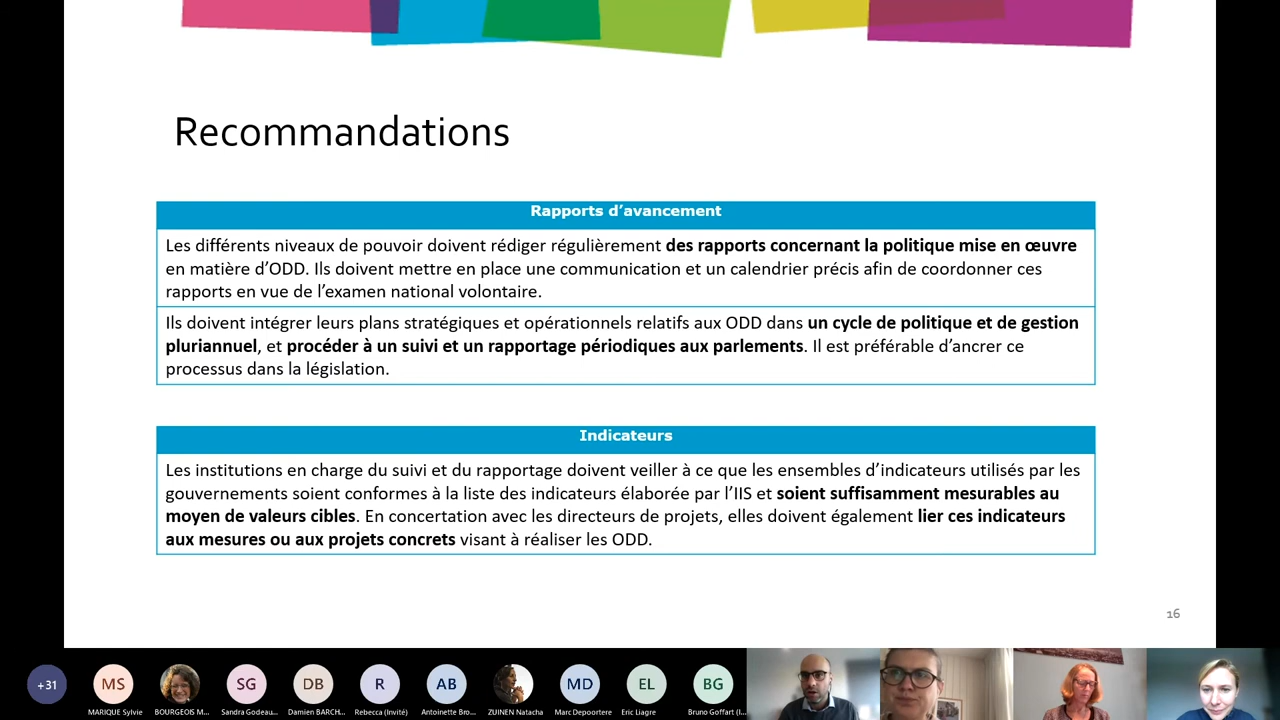 Recommandations
Rapports d’avancement
Les différents niveaux de pouvoir doivent rédiger régulièrement des rapports concernant la politique mise en œuvre
en matière d’ODD. Ils doivent mettre en place une communication et un calendrier précis afin de coordonner ces
rapports en vue de l’examen national volontaire.
Ils doivent intégrer leurs plans stratégiques et opérationnels relatifs aux ODD dans un cycle de politique et de gestion
pluriannuel, et procéder à un suivi et un rapportage périodiques aux parlements. Il est préférable d’ancrer ce
processus dans la législation.
Indicateurs
Les institutions en charge du suivi et du rapportage doivent veiller à ce que les ensembles d’indicateurs utilisés par les
gouvernements soient conformes à la liste des indicateurs élaborée par l’IIS et soient suffisamment mesurables au
moyen de valeurs cibles. En concertation avec les directeurs de projets, elles doivent également lier ces indicateurs
aux mesures ou aux projets concrets visant à réaliser les ODD.
16
+31 MS SG DB R AB MD EL BG
MARIQUE Sylvie BOURGEOIS M... Sandra Godeau... Damien BARCH... Rebecca (Invité) Antoinette Bro... ZUINEN Natacha Marc Depoortere Eric Liagre Bruno Goffart (I...